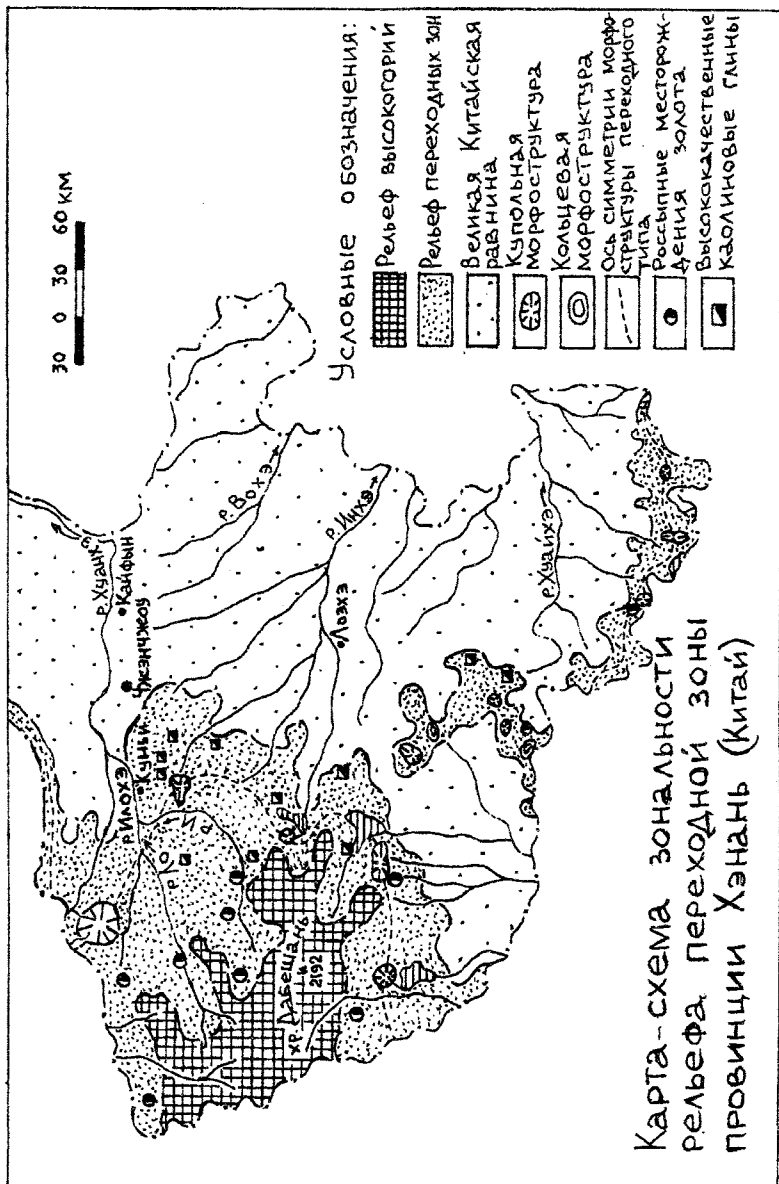 Карта-схема зональности
рельефа переходной зоны
провинции Хэнань (Китай)
30 0 30 60 КМ
Условные обозначения:
Рельеф высокогорий
Рельеф переходных зон
Великая Китайская
равнина
Купольная
морфоструктура
Кольцевая
морфоструктура
Ось симметрии морфо-
структуры переходного
типа
Россыпные месторож-
дения золота
Высококачественные
каолиновые глины
р. Хуанхэ
Кайфын
Чжэнчжоу
р. Илохэ
Куньи
р. Вохэ
р. Инхэ
Лоэхэ
р. Хуайхэ
хр. Дабешань
2192